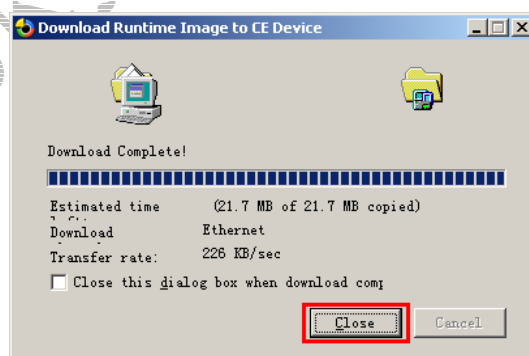 Download Runtime Image to CE Device
Download Complete!
Estimated time (21.7 MB of 21.7 MB copied)
Download Ethernet
Transfer rate: 226 KB/sec
Close this dialog box when download comp
Close Cancel